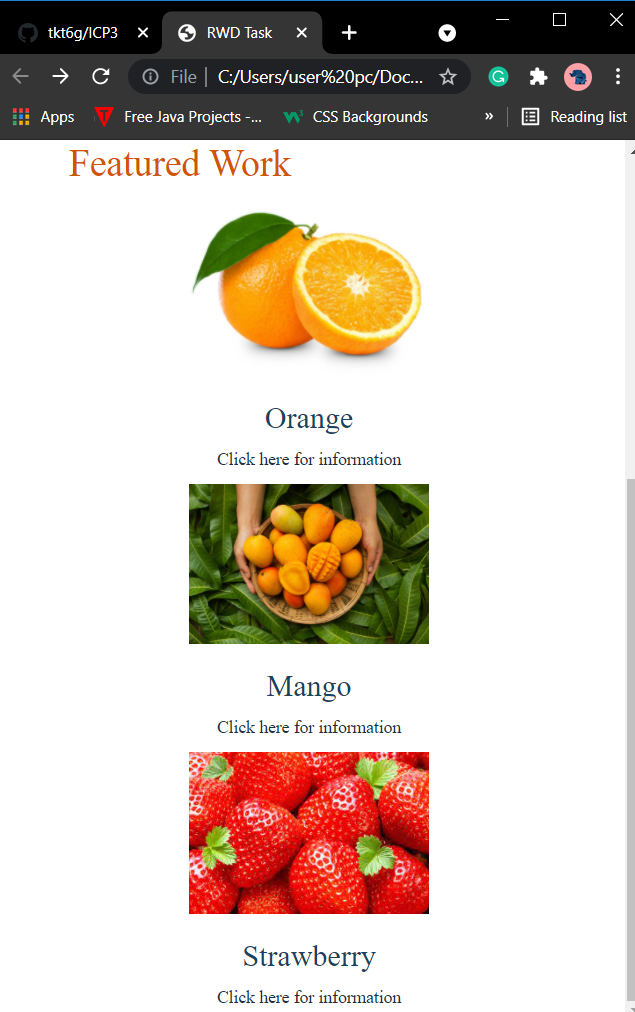 tkt6g/ICP3
RWD Task
File | C:/Users/user%20pc/Doc...
Apps
Free Java Projects -...
CSS Backgrounds
»
Reading list
Featured Work
Orange
Click here for information
Mango
Click here for information
Strawberry
Click here for information